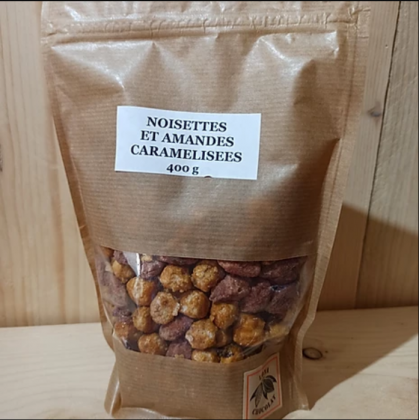 NOISETTES
ET AMANDES
CARAMELISEES
400 g